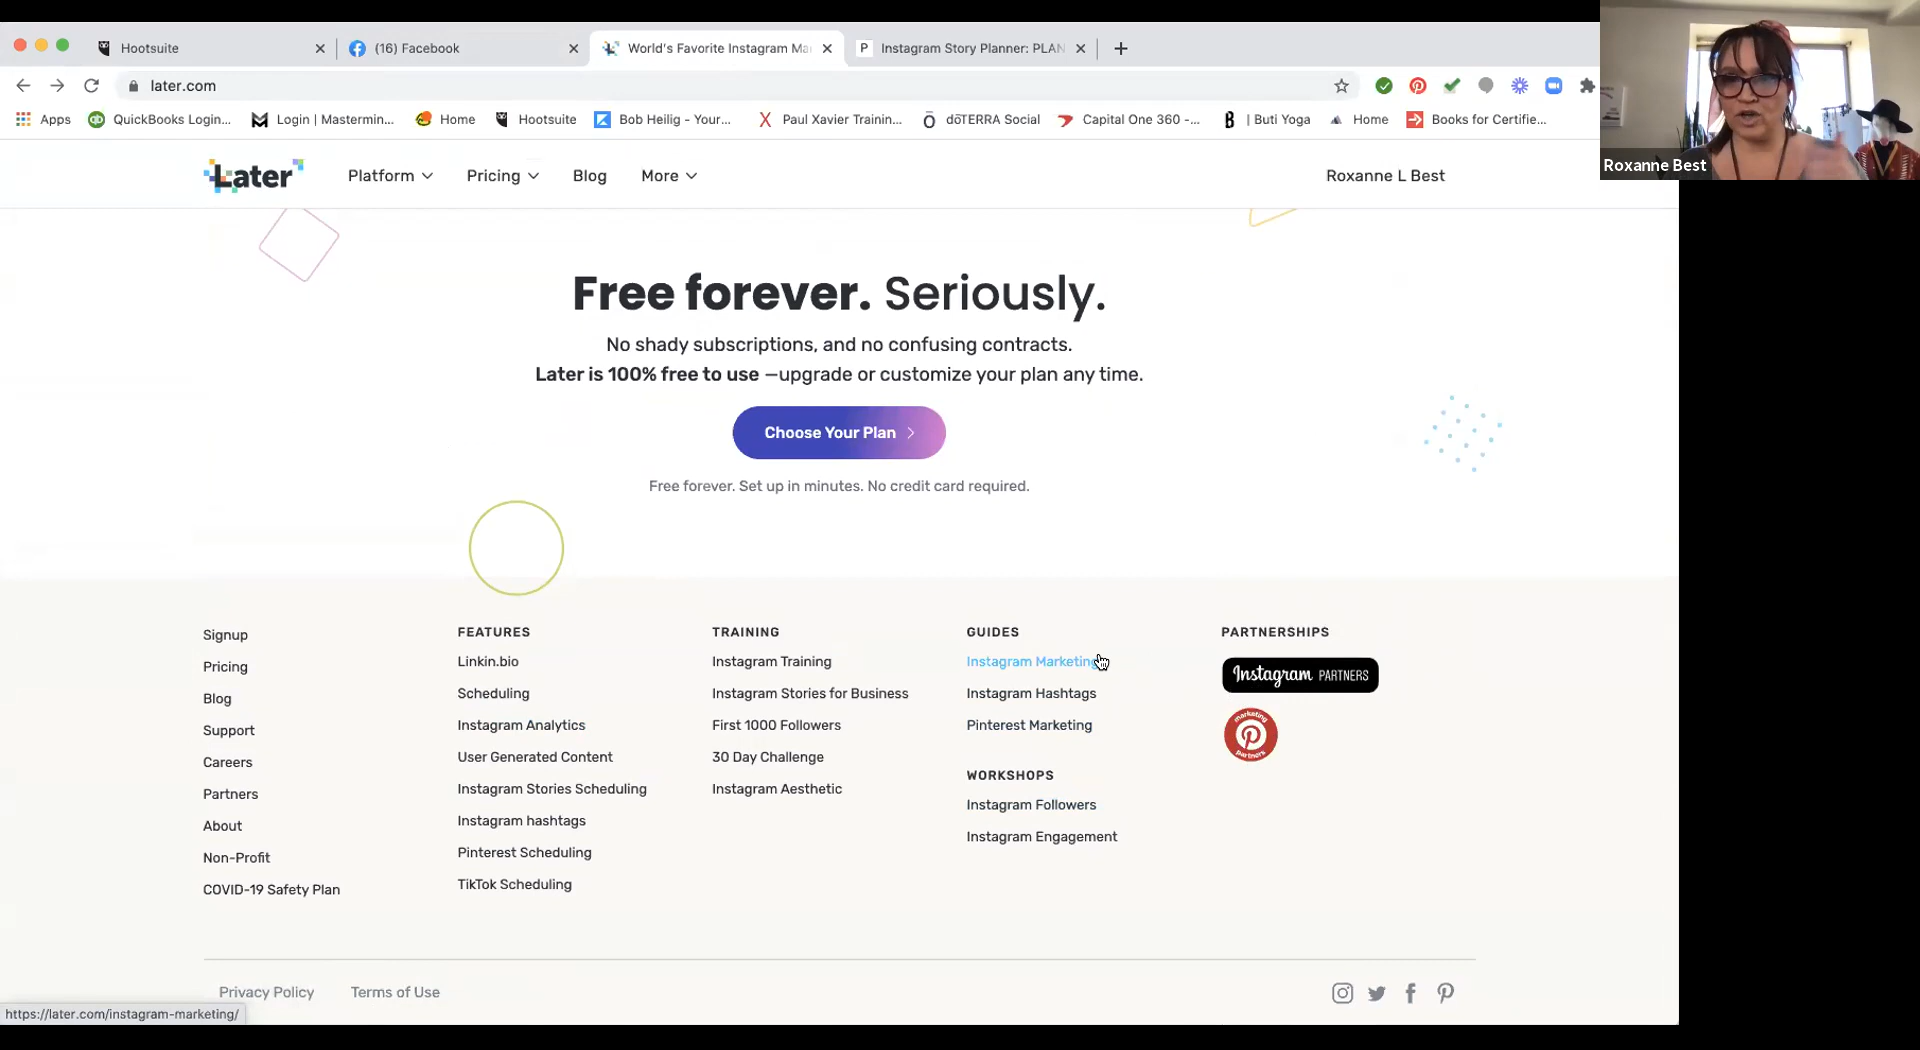 Hootsuite
(16) Facebook
World's Favorite Instagram Ma
Instagram Story Planner: PLAN
later.com
Apps
QuickBooks Login...
Login | Mastermin...
Home
Hootsuite
Bob Heilig - Your...
Paul Xavier Trainin...
dōTERRA Social
Capital One 360 -...
| Buti Yoga
Home
Books for Certifie...
Roxanne Best
Later
Platform
Pricing
Blog
More
Roxanne L Best
Free forever. Seriously.
No shady subscriptions, and no confusing contracts.
Later is 100% free to use —upgrade or customize your plan any time.
Choose Your Plan
Free forever. Set up in minutes. No credit card required.
Signup
Pricing
Blog
Support
Careers
Partners
About
Non-Profit
COVID-19 Safety Plan
FEATURES
Linkin.bio
Scheduling
Instagram Analytics
User Generated Content
Instagram Stories Scheduling
Instagram hashtags
Pinterest Scheduling
TikTok Scheduling
TRAINING
Instagram Training
Instagram Stories for Business
First 1000 Followers
30 Day Challenge
Instagram Aesthetic
GUIDES
Instagram Marketing
Instagram Hashtags
Pinterest Marketing
WORKSHOPS
Instagram Followers
Instagram Engagement
PARTNERSHIPS
Instagram PARTNERS
marketing
partners
Privacy Policy
Terms of Use
https://later.com/instagram-marketing/